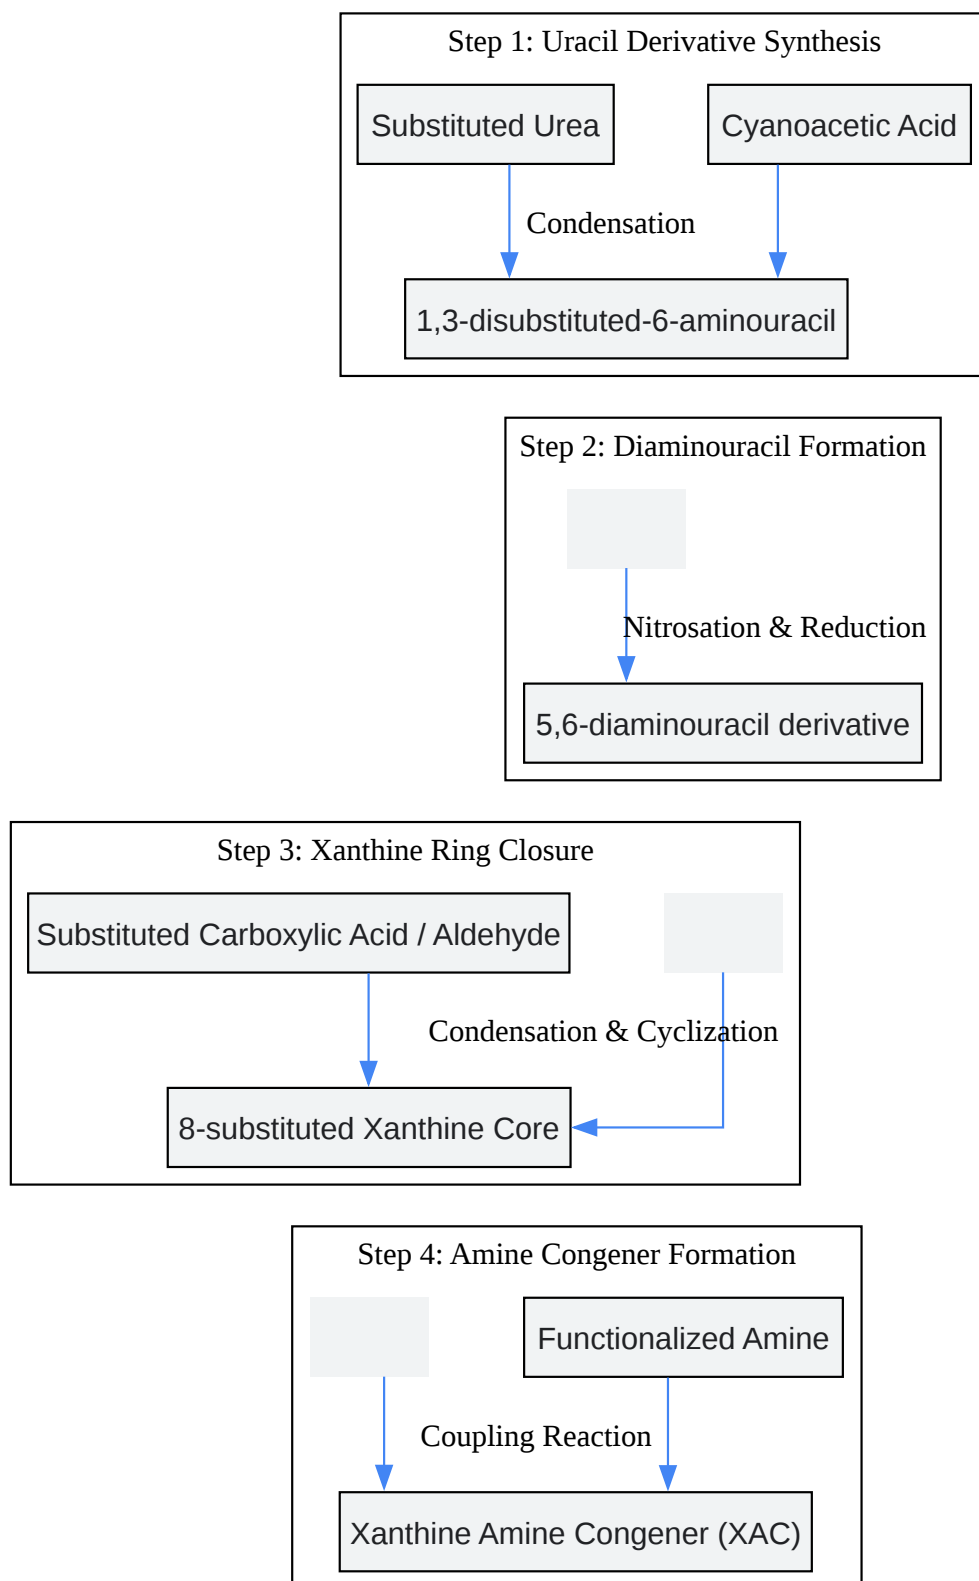 Step 1: Uracil Derivative Synthesis
Substituted Urea
Cyanoacetic Acid
Condensation
1,3-disubstituted-6-aminouracil
Step 2: Diaminouracil Formation
Nitrosation & Reduction
5,6-diaminouracil derivative
Step 3: Xanthine Ring Closure
Substituted Carboxylic Acid / Aldehyde
Condensation & Cyclization
8-substituted Xanthine Core
Step 4: Amine Congener Formation
Functionalized Amine
Coupling Reaction
Xanthine Amine Congener (XAC)